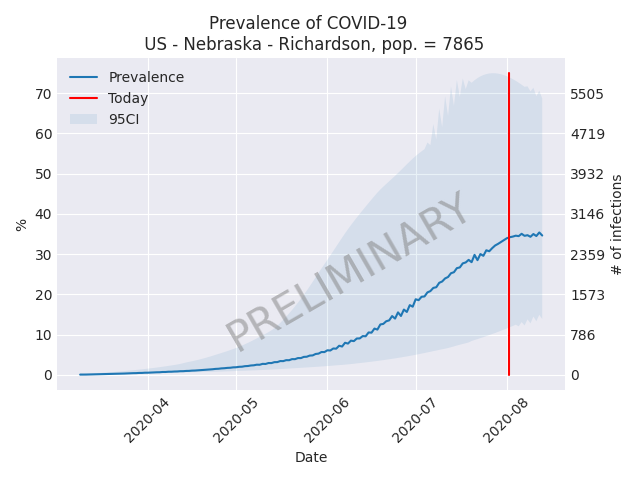 Prevalence of COVID-19
US - Nebraska - Richardson, pop. = 7865
Prevalence
Today
95CI
70
60
50
40
30
20
10
0
%
5505
4719
3932
3146
2359
1573
786
0
# of infections
PRELIMINARY
2020-04
2020-05
2020-06
2020-07
2020-08
Date